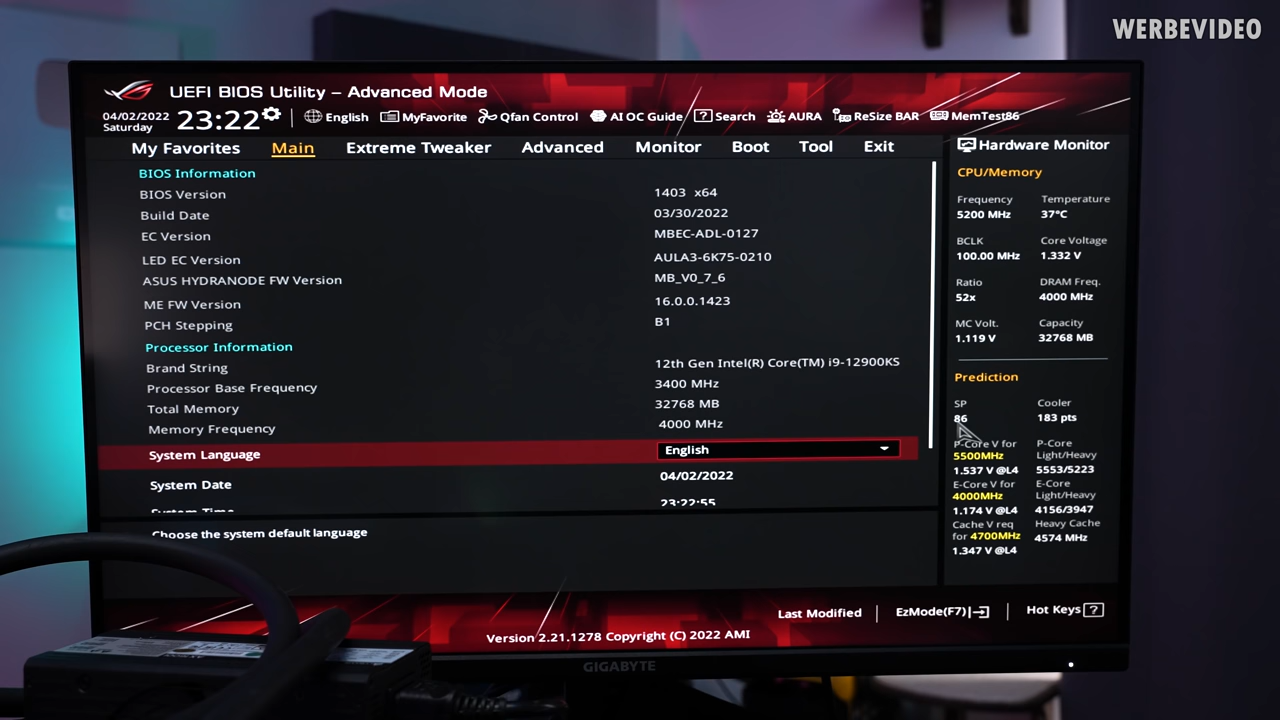 WERBEVIDEO
UEFI BIOS Utility – Advanced Mode
04/02/2022
Saturday
23:22
English MyFavorite Qfan Control AI OC Guide ? Search AURA ReSize BAR MemTest86
My Favorites Main Extreme Tweaker Advanced Monitor Boot Tool Exit
BIOS Information
BIOS Version 1403 x64
Build Date 03/30/2022
EC Version MBEC-ADL-0127
LED EC Version AULA3-6K75-0210
ASUS HYDRANODE FW Version MB_V0_7_6
ME FW Version 16.0.0.1423
PCH Stepping B1
Processor Information
Brand String 12th Gen Intel(R) Core(TM) i9-12900KS
Processor Base Frequency 3400 MHz
Total Memory 32768 MB
Memory Frequency 4000 MHz
System Language English
System Date 04/02/2022
System Time 23:22:55
Choose the system default language
Hardware Monitor
CPU/Memory
Frequency Temperature
5200 MHz 37°C
BCLK Core Voltage
100.00 MHz 1.332 V
Ratio DRAM Freq.
52x 4000 MHz
MC Volt. Capacity
1.119 V 32768 MB
Prediction
SP Cooler
86 183 pts
P-Core V for P-Core
5500MHz Light/Heavy
1.537 V @L4 5553/5223
E-Core V for E-Core
4000MHz Light/Heavy
1.174 V @L4 4156/3947
Cache V req Heavy Cache
for 4700MHz 4574 MHz
1.347 V @L4
Last Modified EzMode(F7) Hot Keys ?
Version 2.21.1278 Copyright (C) 2022 AMI
GIGABYTE